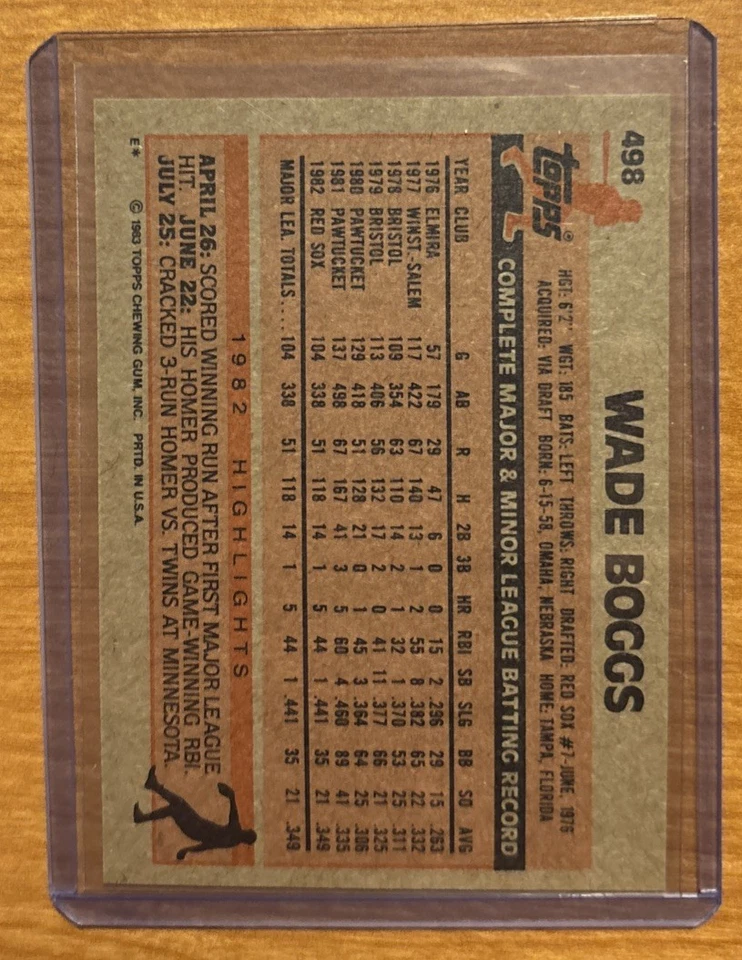 498
WADE BOGGS
topps®
HGT: 6'2" WGT: 185 BATS: LEFT THROWS: RIGHT DRAFTED: RED SOX #7-JUNE, 1976
ACQUIRED: VIA DRAFT BORN: 6-15-58, OMAHA, NEBRASKA HOME: TAMPA, FLORIDA
COMPLETE MAJOR & MINOR LEAGUE BATTING RECORD
YEAR CLUB G AB R H 2B 3B HR RBI SB SLG BB SO AVG
1976 ELMIRA 57 179 29 47 6 0 0 15 2 .296 29 15 .263
1977 WINST.-SALEM 117 422 67 140 13 1 2 55 8 .382 65 22 .332
1978 BRISTOL 109 354 63 110 14 2 1 32 1 .370 53 25 .311
1979 BRISTOL 113 406 56 132 17 2 0 41 11 .377 66 21 .325
1980 PAWTUCKET 129 418 51 128 21 0 1 45 3 .364 64 25 .306
1981 PAWTUCKET 137 498 67 167 41 3 5 60 4 .460 89 41 .335
1982 RED SOX 104 338 51 118 14 1 5 44 1 .441 35 21 .349
MAJOR LEA. TOTALS.... 104 338 51 118 14 1 5 44 1 .441 35 21 .349
1982 HIGHLIGHTS
APRIL 26: SCORED WINNING RUN AFTER FIRST MAJOR LEAGUE
HIT. JUNE 22: HIS HOMER PRODUCED GAME-WINNING RBI.
JULY 25: CRACKED 3-RUN HOMER VS. TWINS AT MINNESOTA.
E* © 1983 TOPPS CHEWING GUM, INC. PRTD. IN U.S.A.